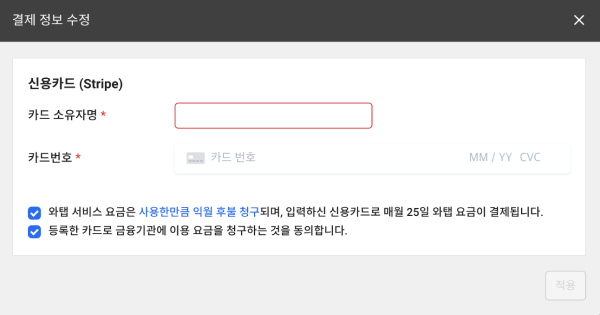 결제 정보 수정
신용카드 (Stripe)
카드 소유자명 *
카드번호 *
카드 번호 MM / YY CVC
와탭 서비스 요금은 사용한만큼 익월 후불 청구되며, 입력하신 신용카드로 매월 25일 와탭 요금이 결제됩니다.
등록한 카드로 금융기관에 이용 요금을 청구하는 것을 동의합니다.
적용